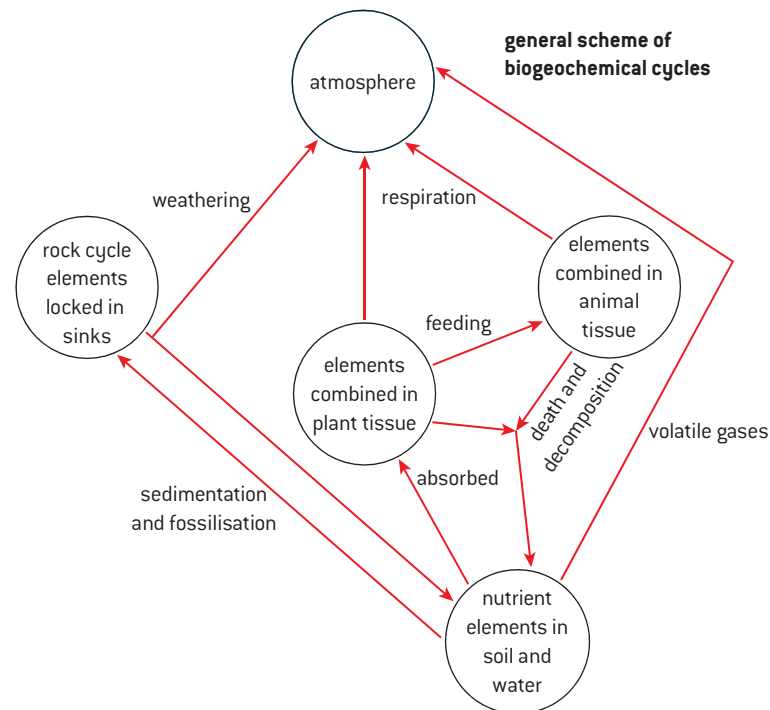 general scheme of
biogeochemical cycles
atmosphere
weathering
respiration
rock cycle
elements
locked in
sinks
elements
combined in
animal
tissue
feeding
elements
combined in
plant tissue
death and
decomposition
volatile gases
absorbed
sedimentation
and fossilisation
nutrient
elements in
soil and
water